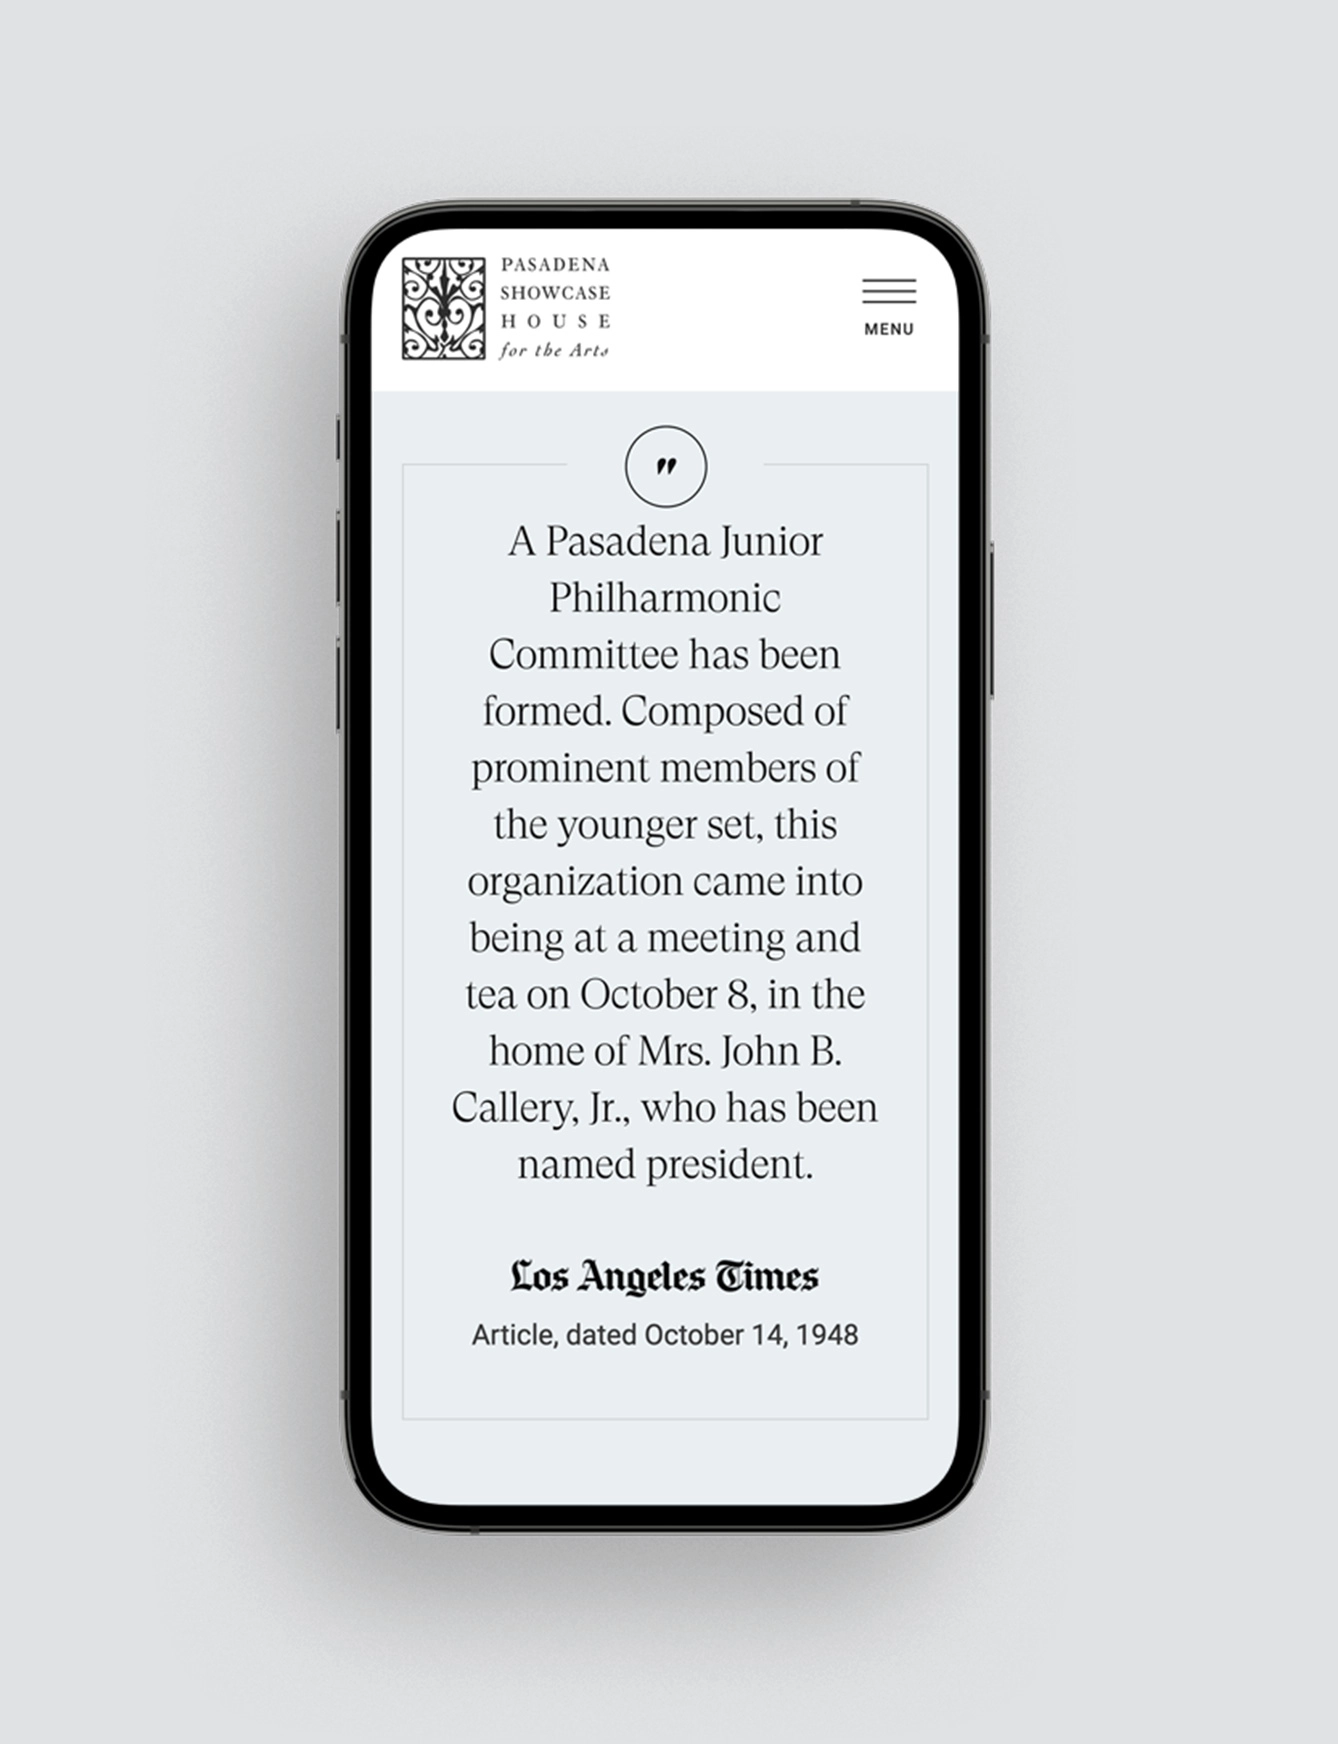 PASADENA
SHOWCASE
HOUSE
for the Arts
MENU
"
A Pasadena Junior
Philharmonic
Committee has been
formed. Composed of
prominent members of
the younger set, this
organization came into
being at a meeting and
tea on October 8, in the
home of Mrs. John B.
Callery, Jr., who has been
named president.
Los Angeles Times
Article, dated October 14, 1948